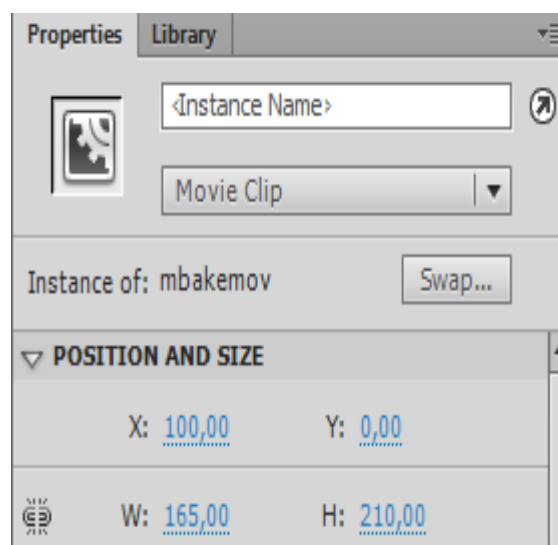 Properties Library
<Instance Name>
Movie Clip
Instance of: mbakemov Swap...
POSITION AND SIZE
X: 100,00 Y: 0,00
W: 165,00 H: 210,00